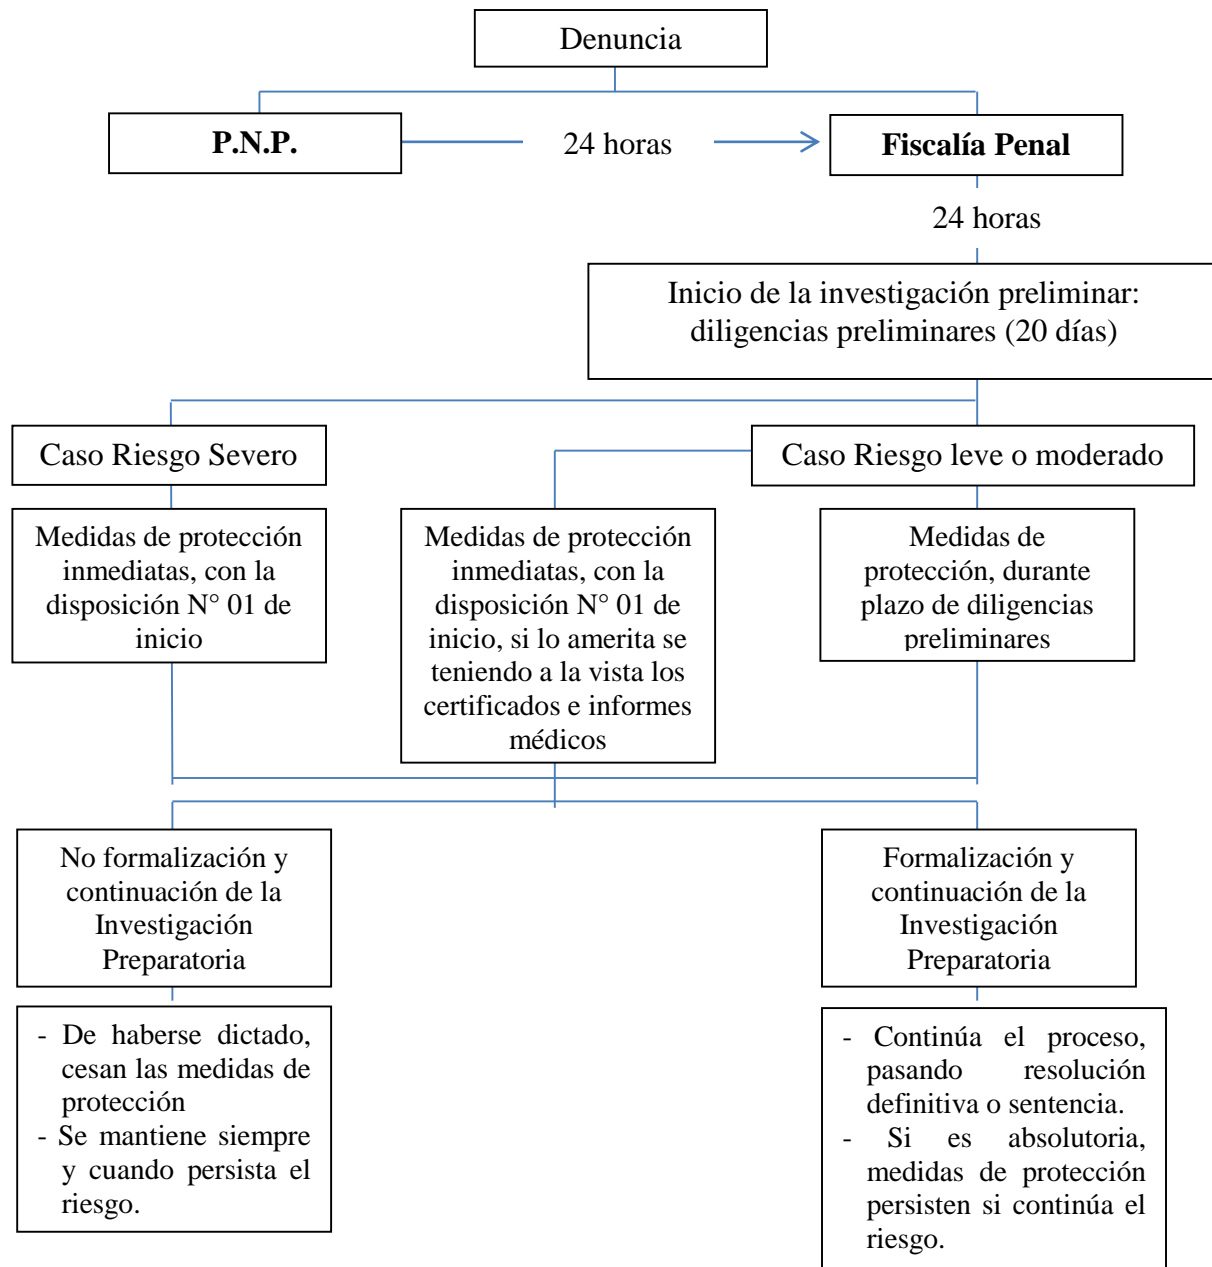 Denuncia
P.N.P.
24 horas
Fiscalía Penal
24 horas
Inicio de la investigación preliminar:
diligencias preliminares (20 días)
Caso Riesgo Severo
Caso Riesgo leve o moderado
Medidas de protección
inmediatas, con la
disposición N° 01 de
inicio
Medidas de protección
inmediatas, con la
disposición N° 01 de
inicio, si lo amerita se
teniendo a la vista los
certificados e informes
médicos
Medidas de
protección, durante
plazo de diligencias
preliminares
No formalización y
continuación de la
Investigación
Preparatoria
Formalización y
continuación de la
Investigación
Preparatoria
- De haberse dictado,
cesan las medidas de
protección
- Se mantiene siempre
y cuando persista el
riesgo.
- Continúa el proceso,
pasando resolución
definitiva o sentencia.
- Si es absolutoria,
medidas de protección
persisten si continúa el
riesgo.